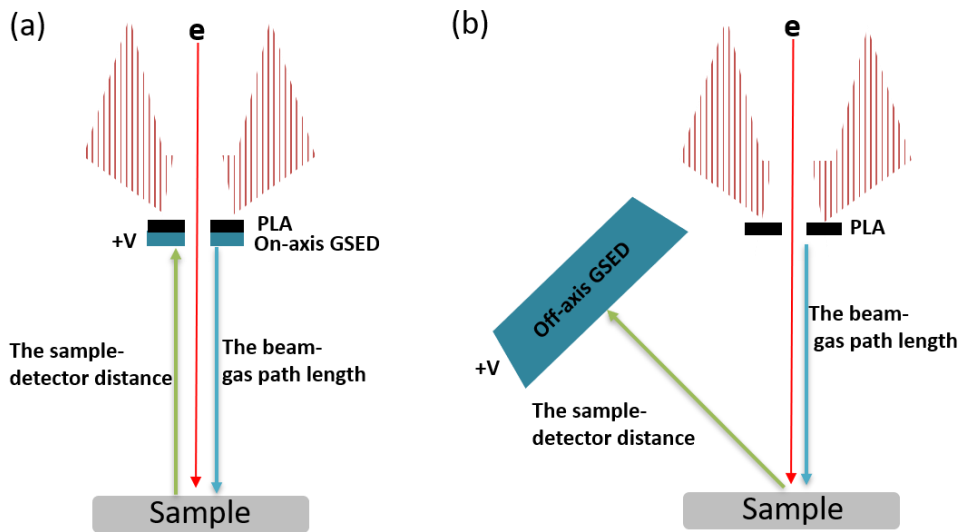 (a)
e
PLA
+V
On-axis GSED
The sample-
detector distance
The beam-
gas path length
Sample
(b)
e
PLA
Off-axis GSED
+V
The beam-
gas path length
The sample-
detector distance
Sample